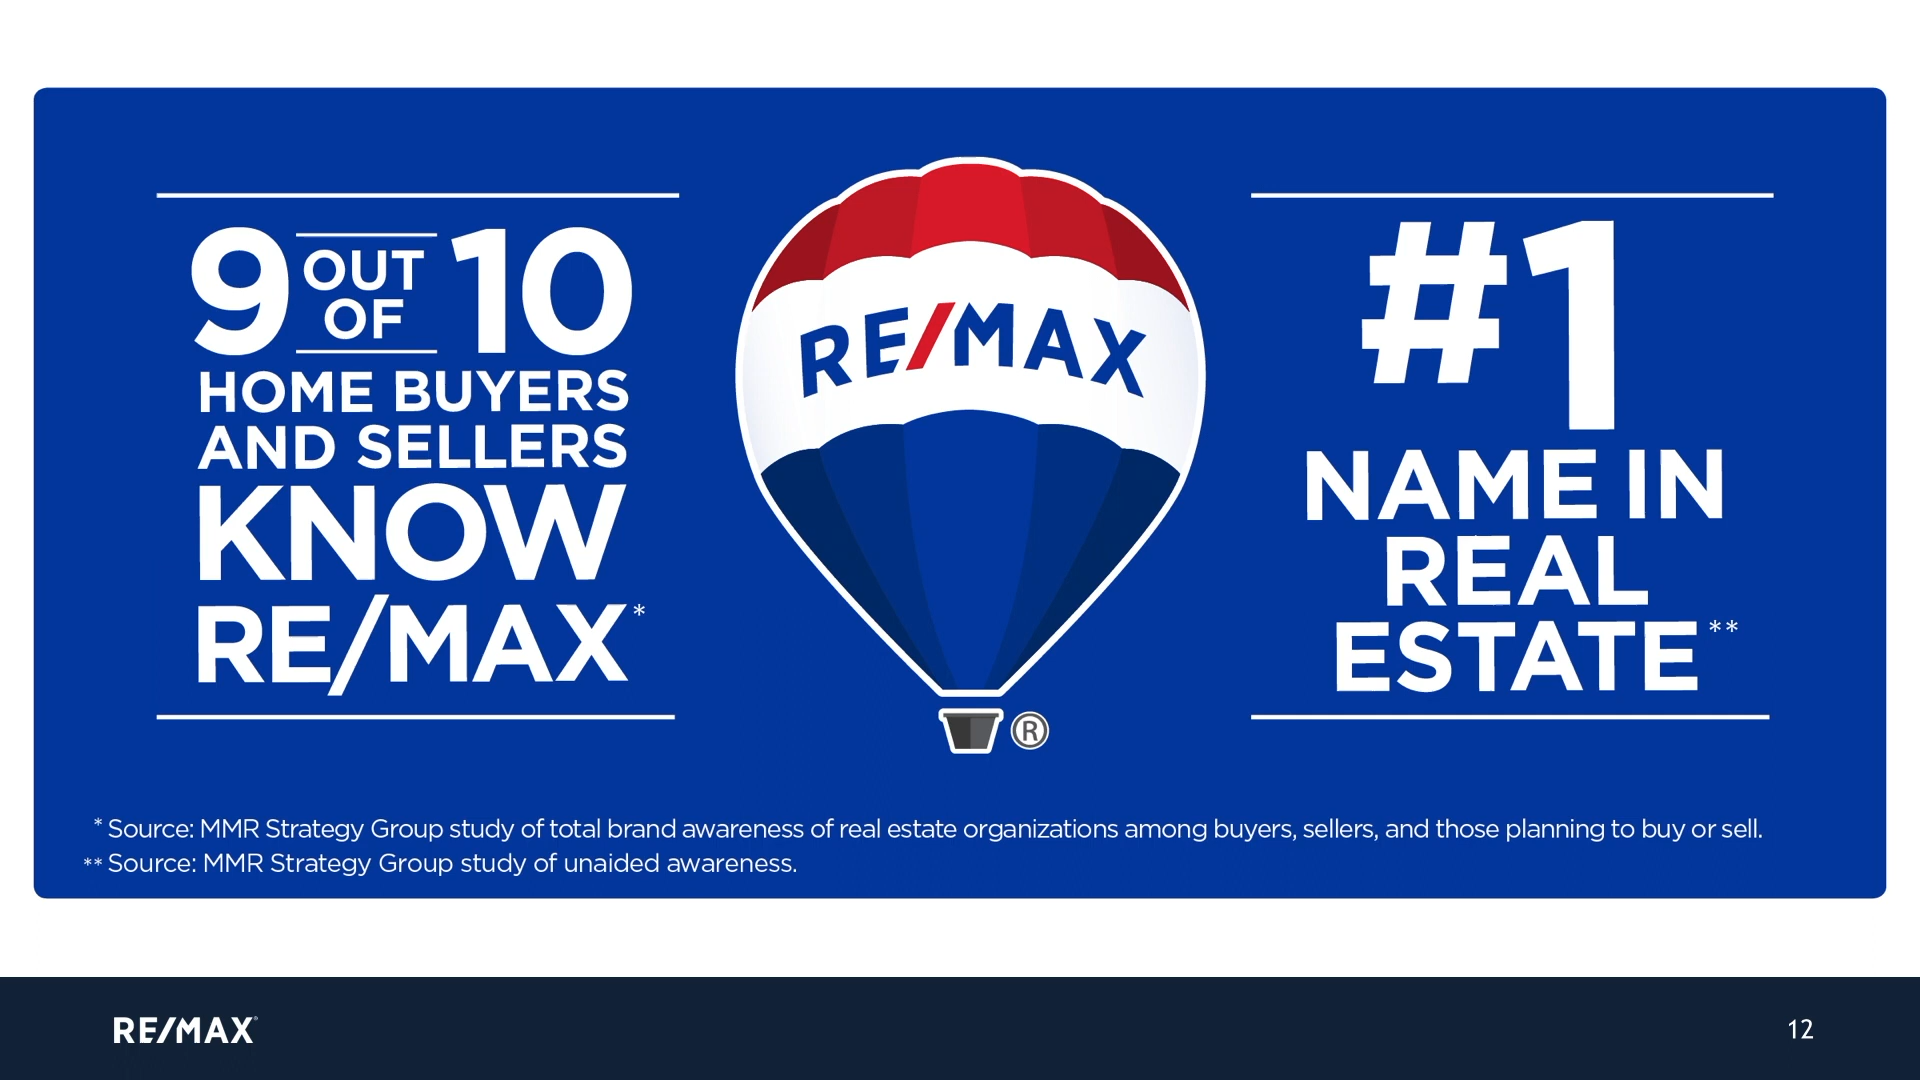 9 OUT OF 10
HOME BUYERS
AND SELLERS
KNOW
RE/MAX*
RE/MAX
®
#1
NAME IN
REAL
ESTATE**
* Source: MMR Strategy Group study of total brand awareness of real estate organizations among buyers, sellers, and those planning to buy or sell.
** Source: MMR Strategy Group study of unaided awareness.
RE/MAX®
12